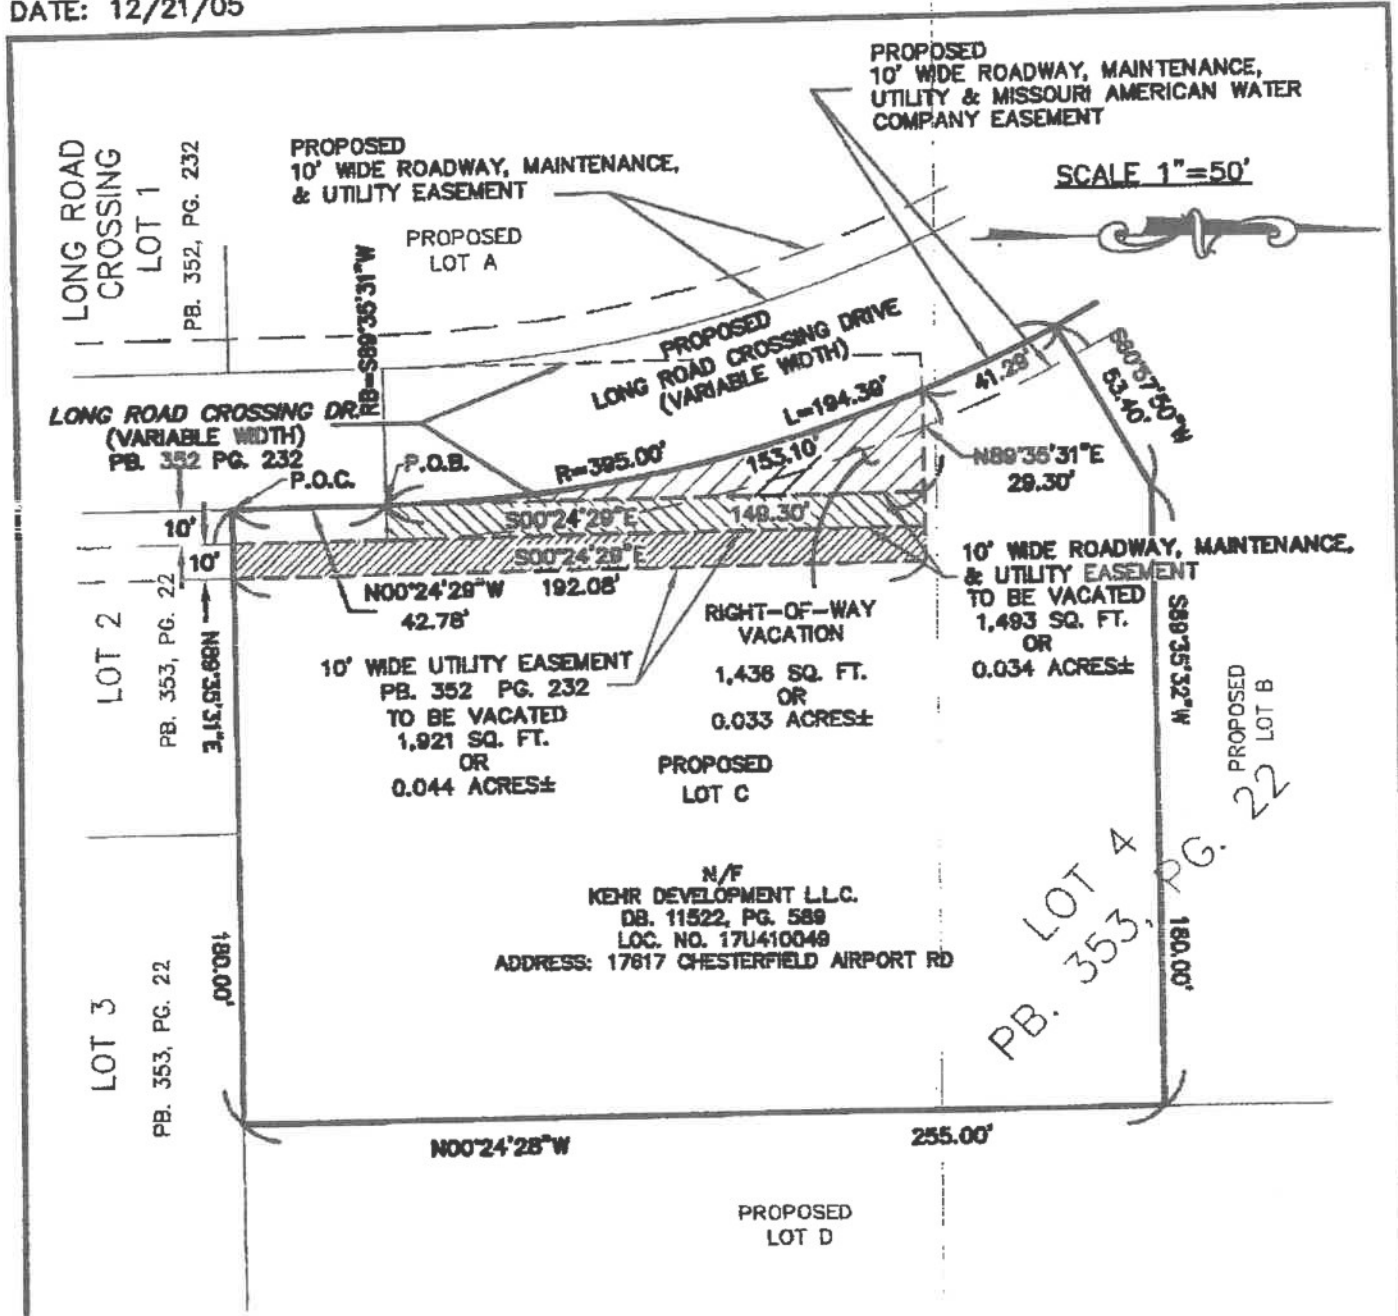 DATE: 12/21/05
PROPOSED
10' WIDE ROADWAY, MAINTENANCE,
UTILITY & MISSOURI AMERICAN WATER
COMPANY EASEMENT
SCALE 1"=50'
LONG ROAD
CROSSING
LOT 1
PB. 352, PG. 232
PROPOSED
10' WIDE ROADWAY, MAINTENANCE,
& UTILITY EASEMENT
PROPOSED
LOT A
RB=S89°35'31"W
PROPOSED
LONG ROAD CROSSING DRIVE
(VARIABLE WIDTH)
LONG ROAD CROSSING DR.
(VARIABLE WIDTH)
PB. 352 PG. 232
P.O.C.
P.O.B.
R=395.00'
L=194.39'
153.10'
41.29'
S60°57'50"W
53.40'
N89°35'31"E
29.30'
10'
10'
S00°24'29"E
149.30'
S00°24'29"E
192.08'
N00°24'29"W
42.78'
10' WIDE ROADWAY, MAINTENANCE,
& UTILITY EASEMENT
TO BE VACATED
1,493 SQ. FT.
OR
0.034 ACRES±
RIGHT-OF-WAY
VACATION
1,436 SQ. FT.
OR
0.033 ACRES±
10' WIDE UTILITY EASEMENT
PB. 352 PG. 232
TO BE VACATED
1,921 SQ. FT.
OR
0.044 ACRES±
LOT 2
PB. 353, PG. 22
N89°35'31"E
180.00'
PROPOSED
LOT C
S89°35'32"W
180.00'
PROPOSED
LOT B
LOT 4
PB. 353, PG. 22
N/F
KEHR DEVELOPMENT L.L.C.
DB. 11522, PG. 589
LOC. NO. 17U410049
ADDRESS: 17617 CHESTERFIELD AIRPORT RD
LOT 3
PB. 353, PG. 22
N00°24'28"W
255.00'
PROPOSED
LOT D